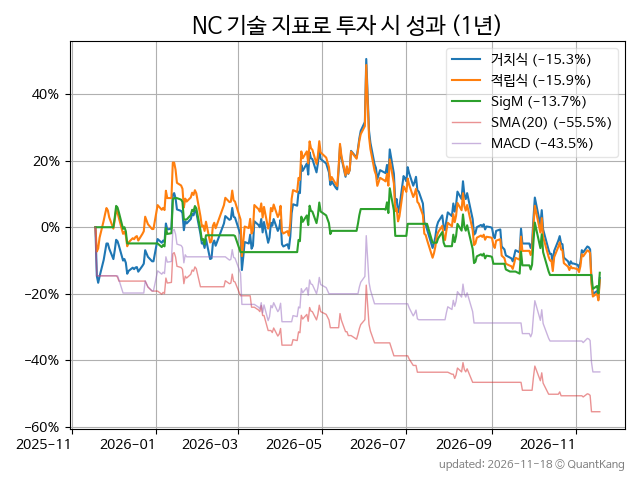 NC 기술 지표로 투자 시 성과 (1년)
거치식 (−15.3%)
적립식 (−15.9%)
SigM (−13.7%)
SMA(20) (−55.5%)
MACD (−43.5%)
40%
20%
0%
−20%
−40%
−60%
2025-11 2026-01 2026-03 2026-05 2026-07 2026-09 2026-11
updated: 2026-11-18 © QuantKang